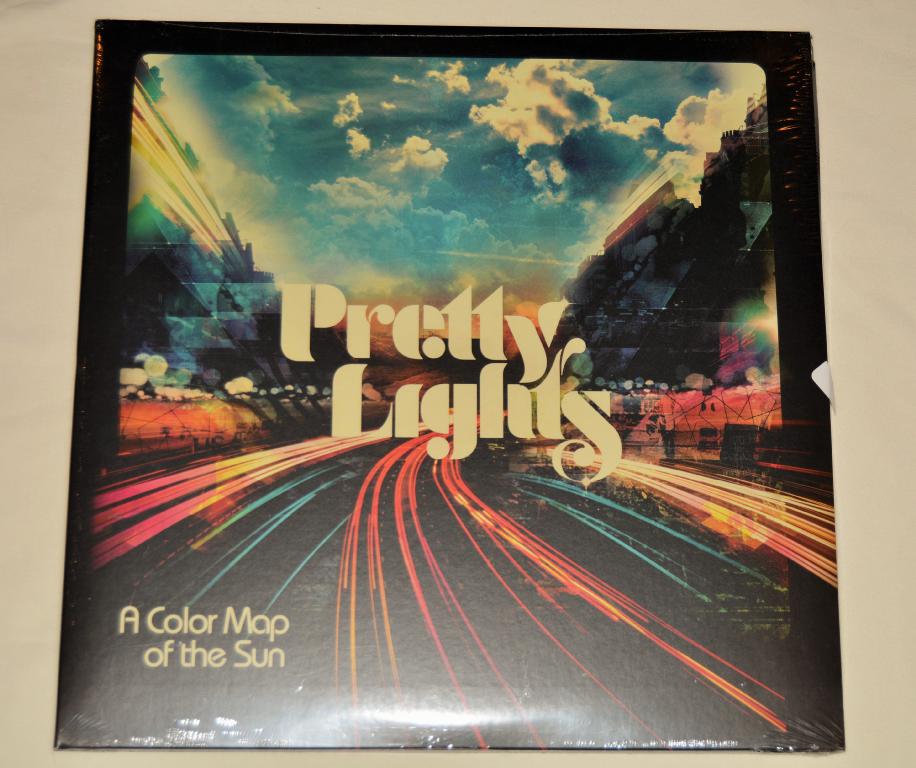 Pretty
Lights
A Color Map
of the Sun